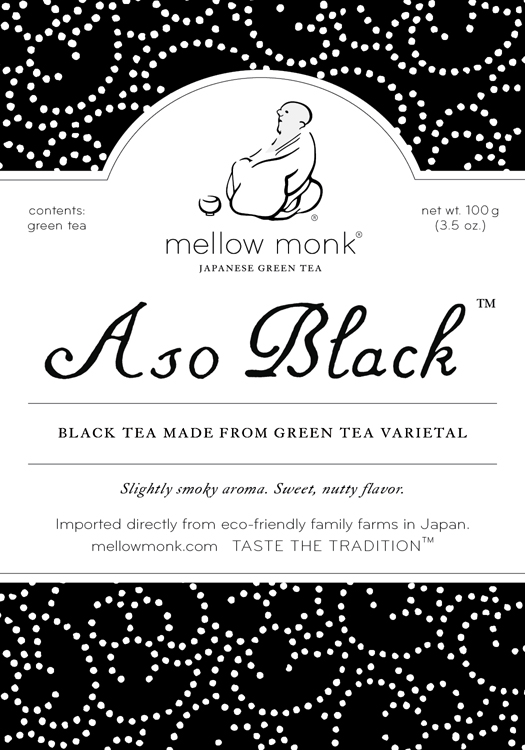 contents:
green tea
net wt. 100 g
(3.5 oz.)
®
mellow monk®
JAPANESE GREEN TEA
Aso Black™
BLACK TEA MADE FROM GREEN TEA VARIETAL
Slightly smoky aroma. Sweet, nutty flavor.
Imported directly from eco-friendly family farms in Japan.
mellowmonk.com TASTE THE TRADITION™